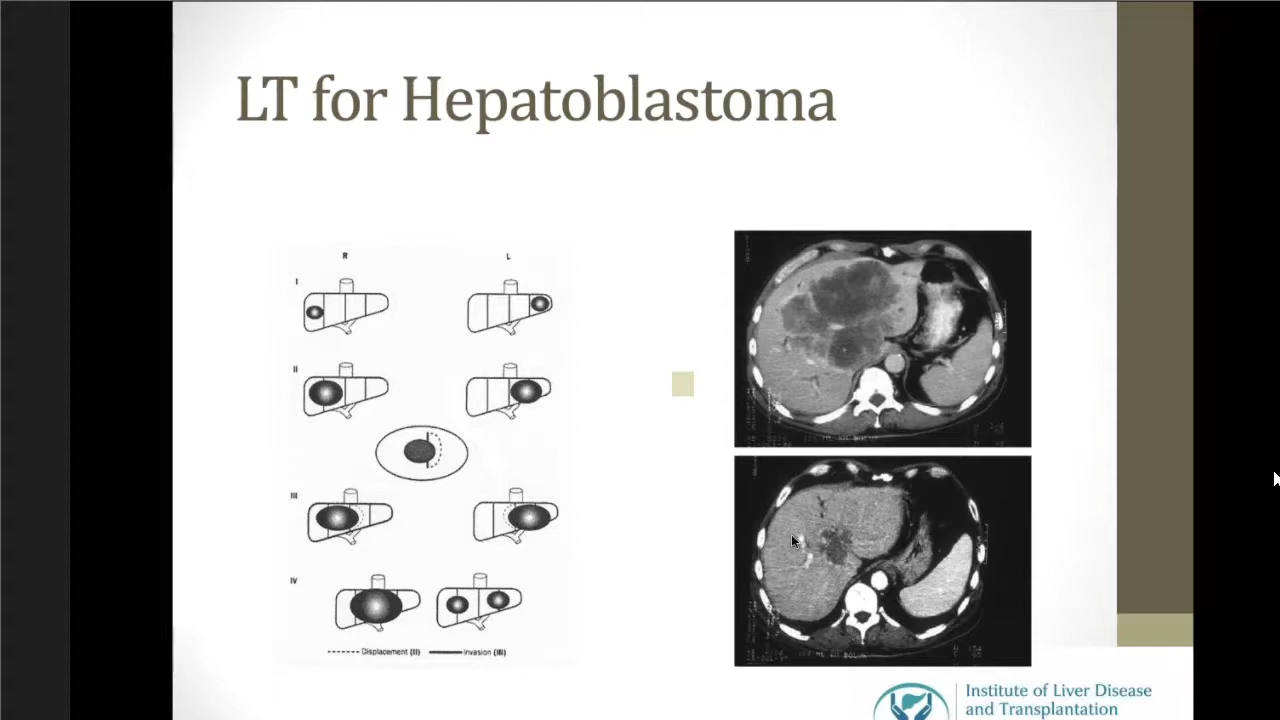 LT for Hepatoblastoma
R
L
I
II
III
IV
Displacement (II)
Invasion (III)
Institute of Liver Disease
and Transplantation